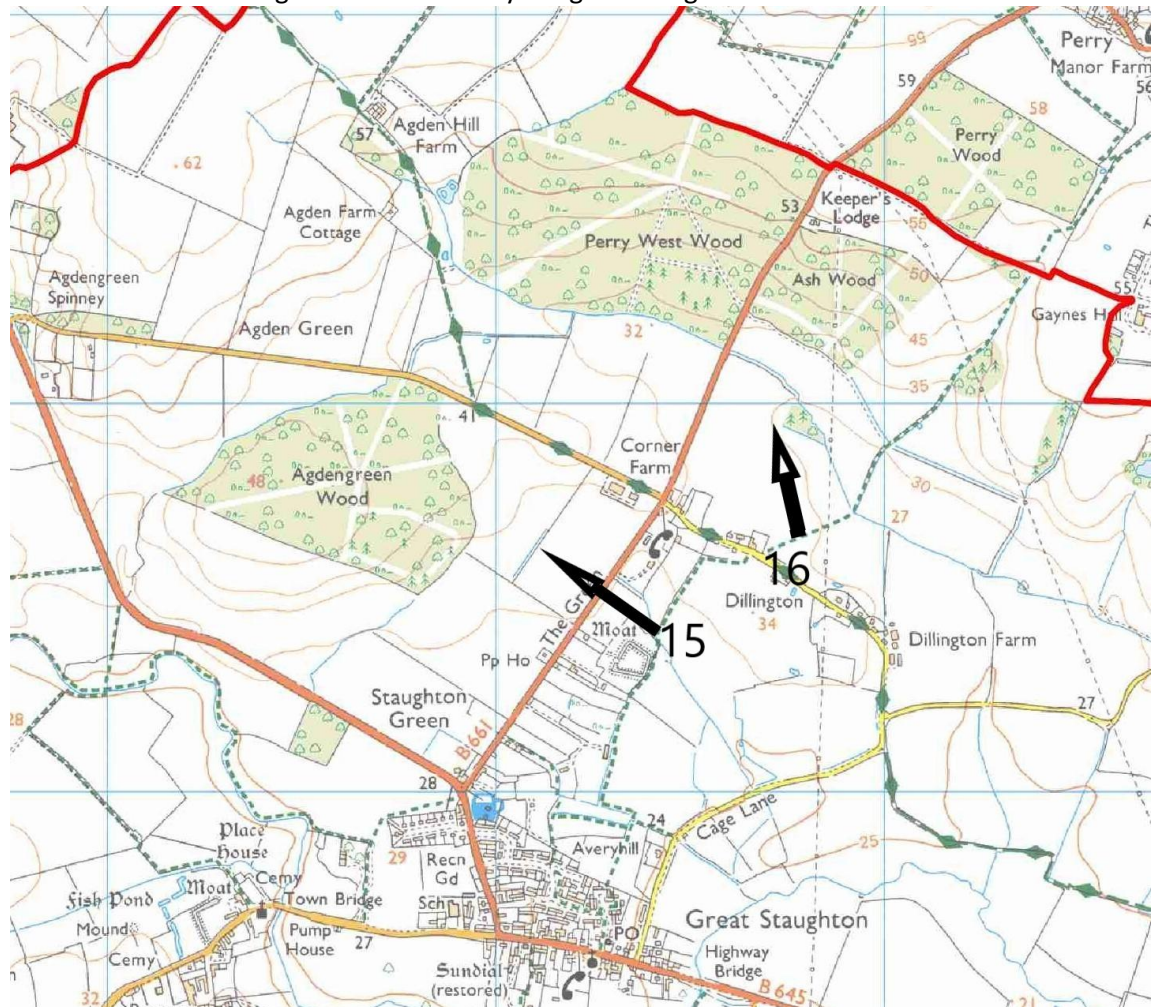 99
Perry
Manor Farm
56
59
58
57
Agden Hill
Farm
Perry
Wood
.62
Agden Farm
Cottage
53
Keeper's
Lodge
55
Perry West Wood
50
Agdengreen
Spinney
Ash Wood
55
Gaynes
Agden Green
32
45
35
41
Corner
Farm
Agdengreen
48
Wood
30
27
16
Dillington
34
The Gr
15
Moat
Dillington Farm
Pp Ho
Staughton
Green
27
28
B 661
28
Cage Lane
Place
House
29
24
25
Averyhill
Recn
Gd
Moat
Cemy
Fish Pond
Town Bridge
Sch
Great Staughton
Mound
Pump
House
27
PO
Highway
Bridge
Cemy
Sundial
(restored)
32
B 645